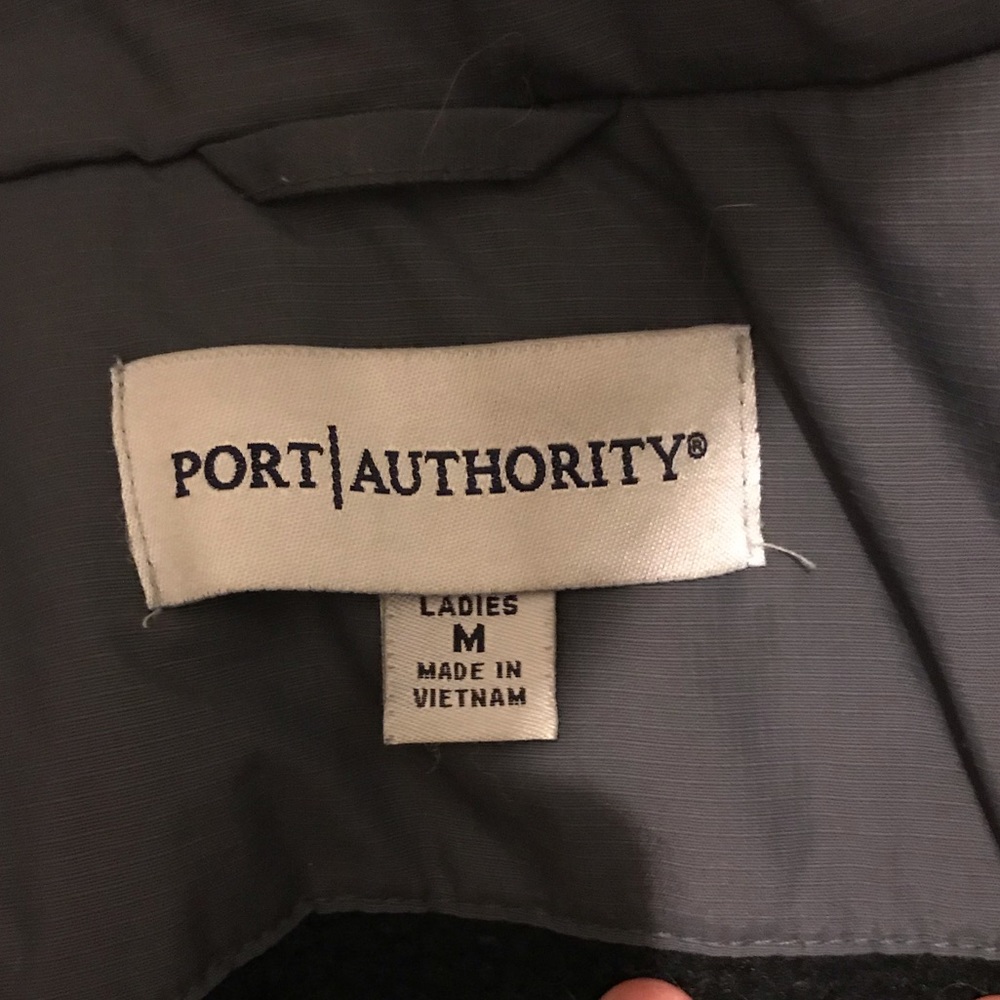 PORT|AUTHORITY®
LADIES
M
MADE IN
VIETNAM